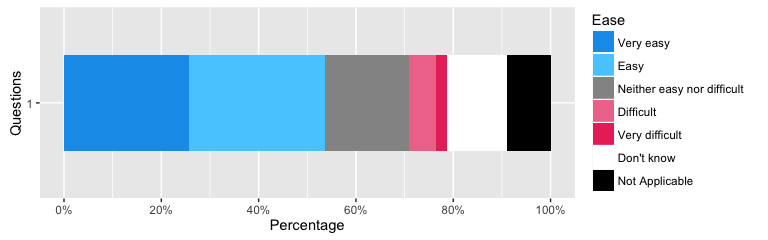 Questions
1
0%
20%
40%
60%
80%
100%
Percentage
Ease
Very easy
Easy
Neither easy nor difficult
Difficult
Very difficult
Don't know
Not Applicable